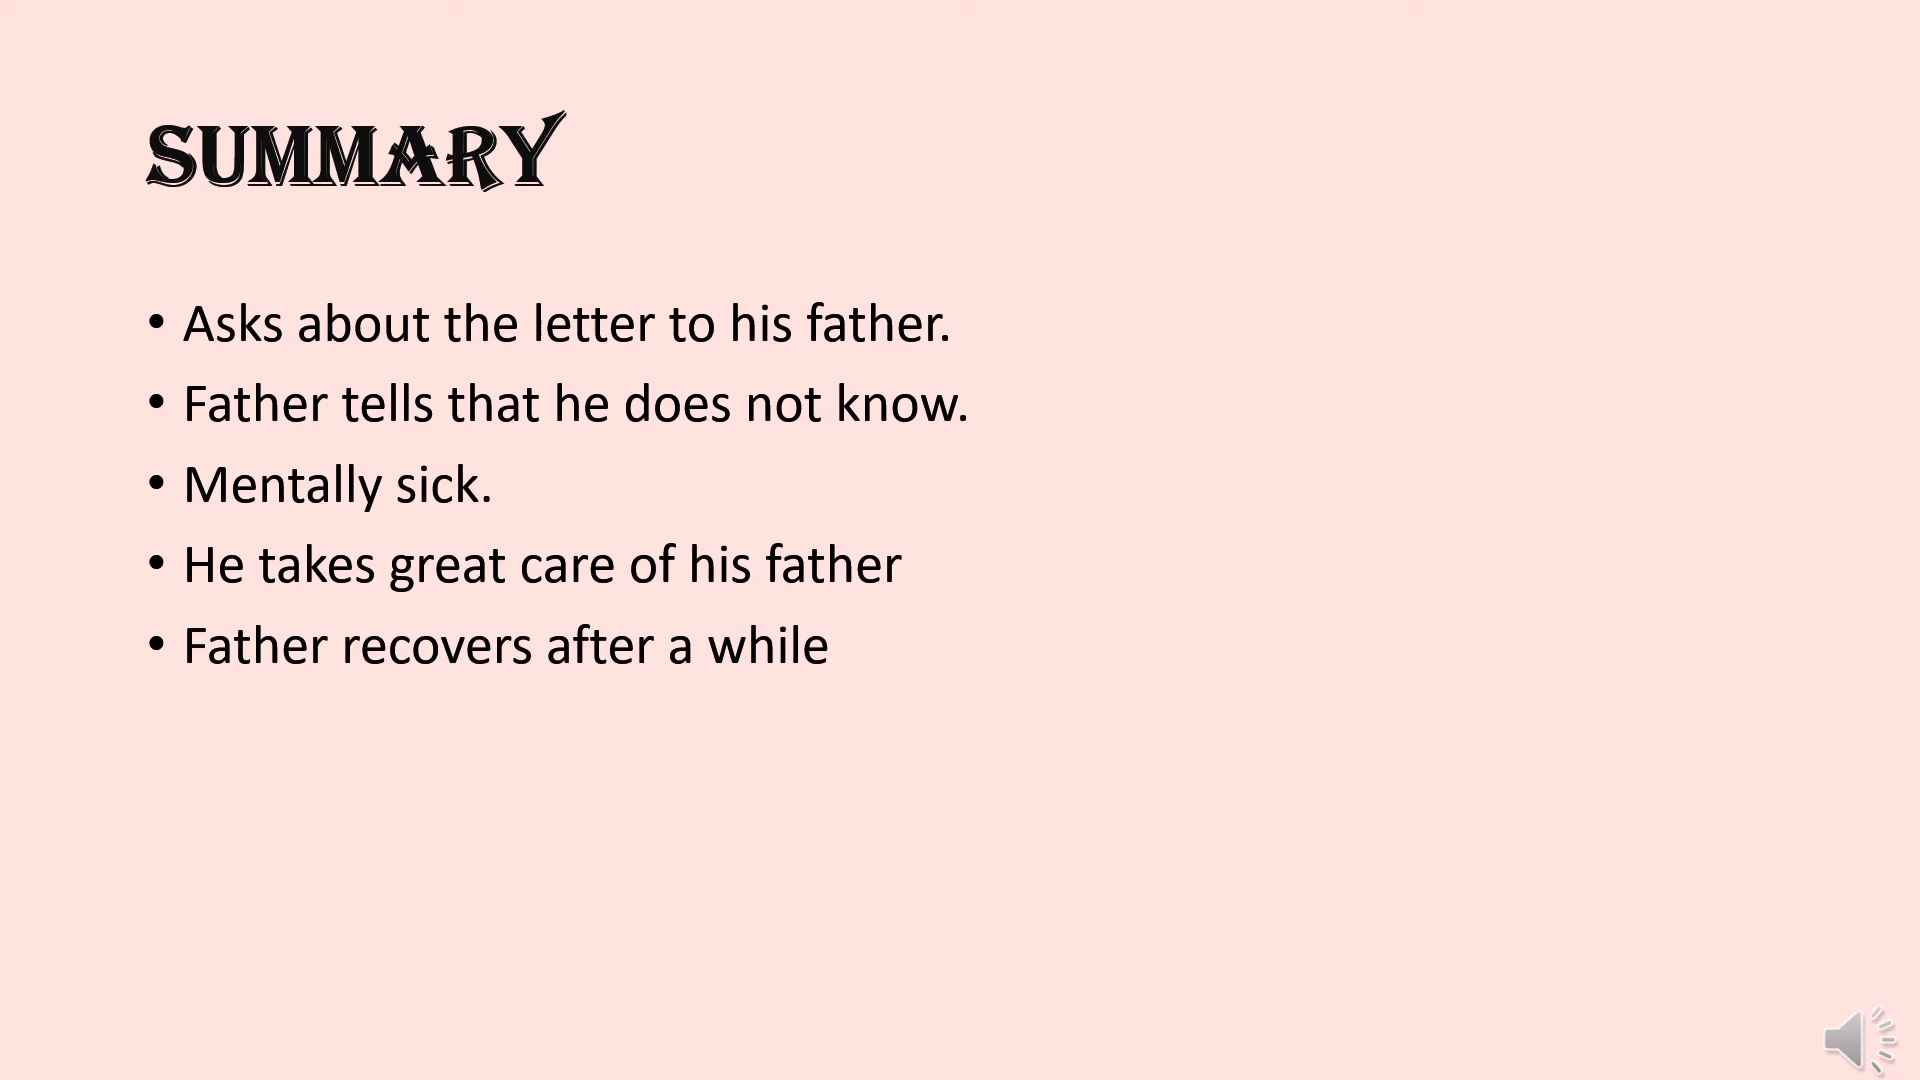 SUMMARY
• Asks about the letter to his father.
• Father tells that he does not know.
• Mentally sick.
• He takes great care of his father
• Father recovers after a while